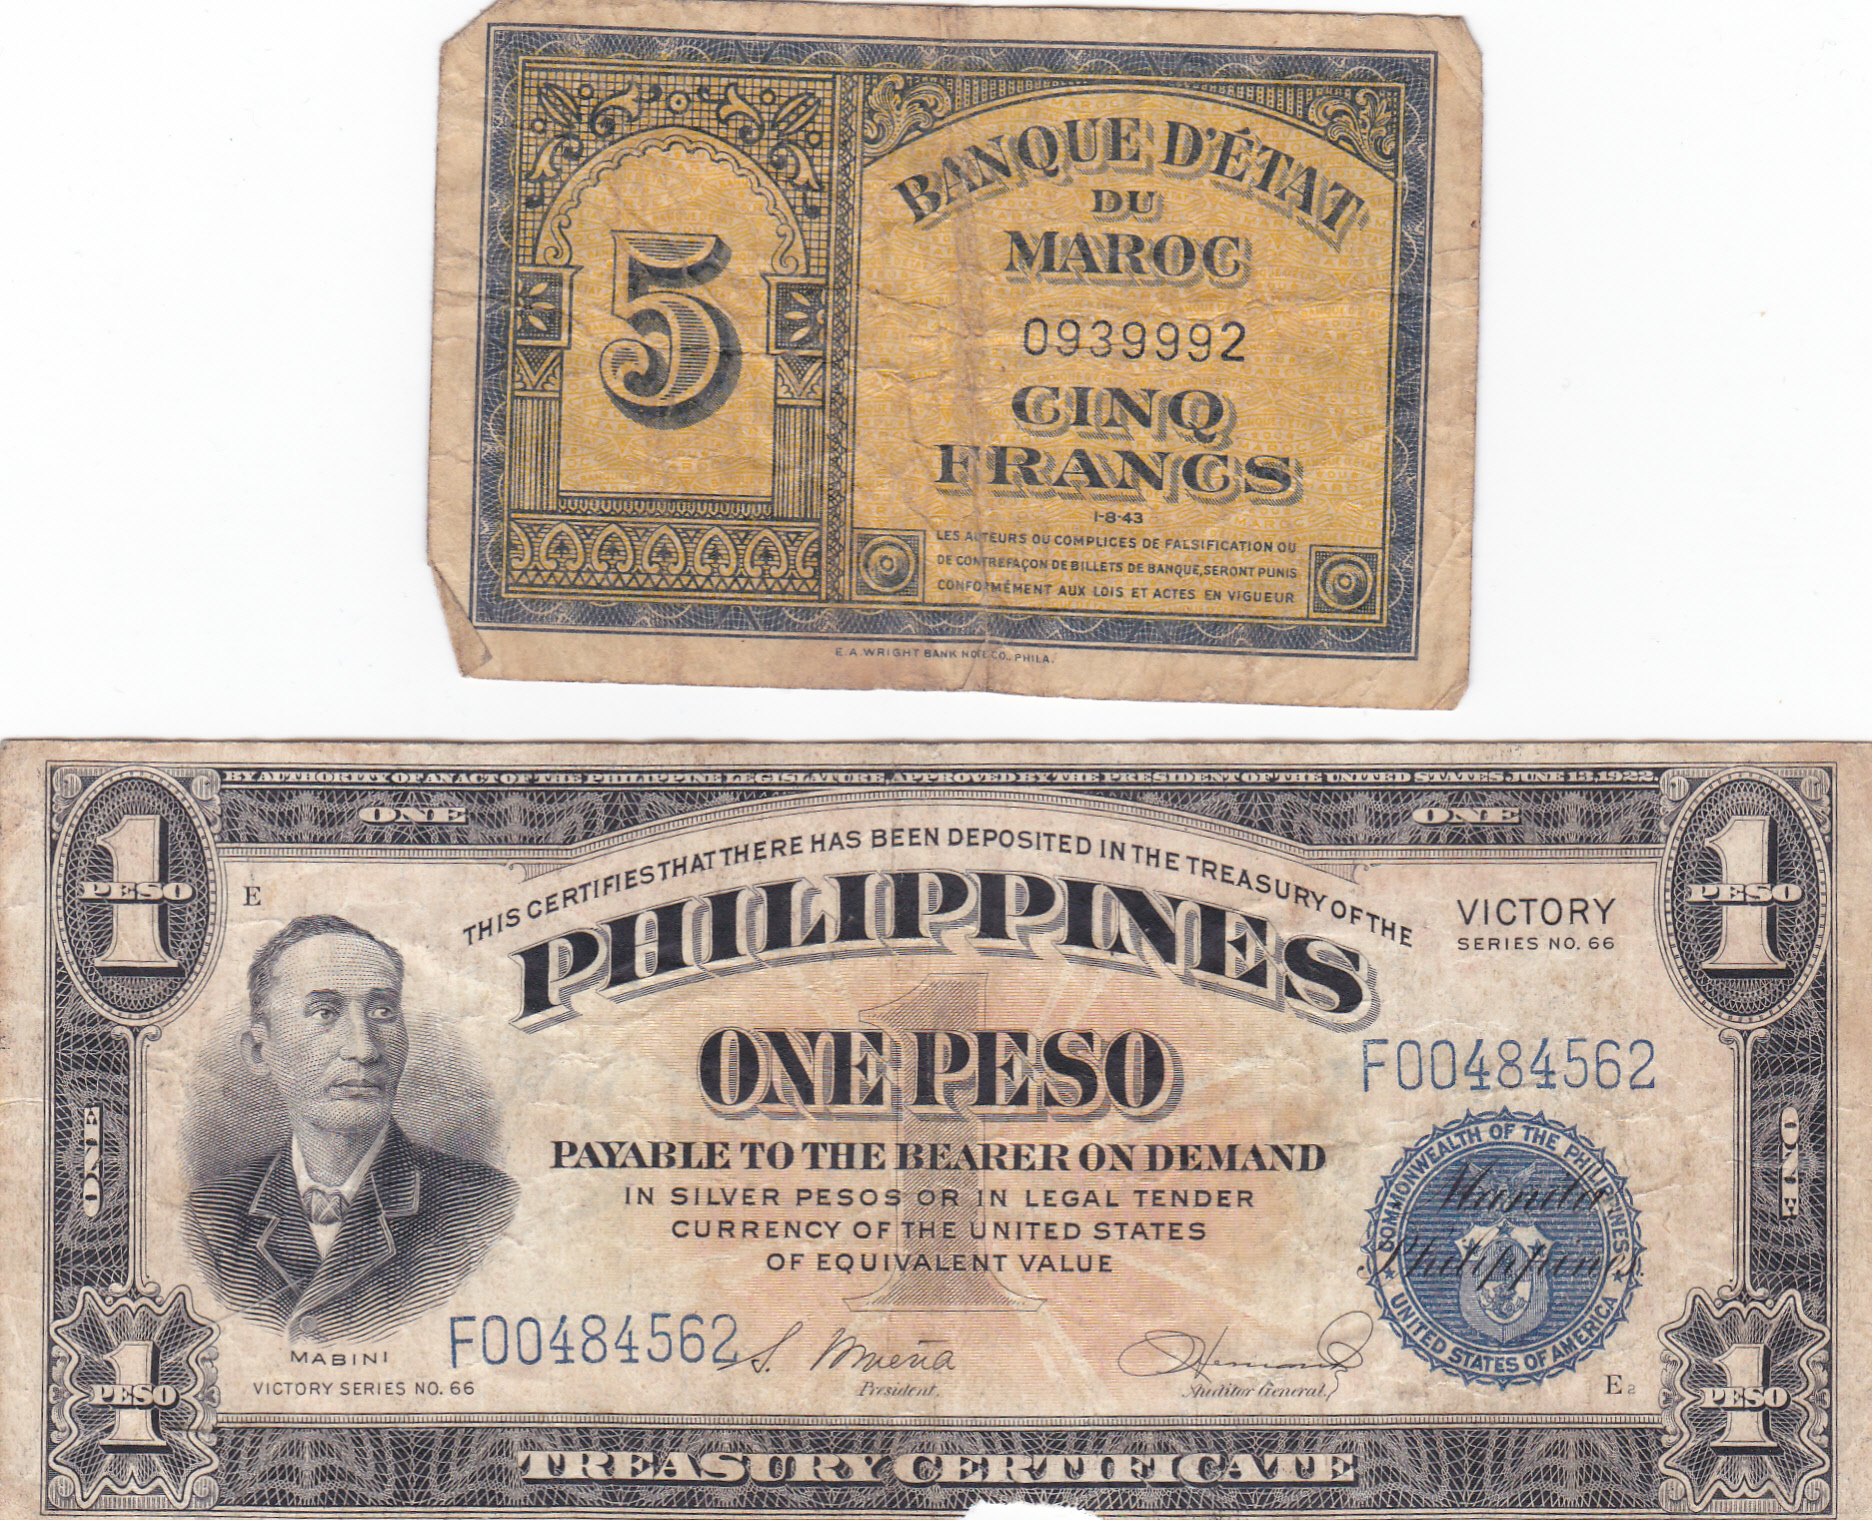 5
BANQUE D'ÉTAT
DU
MAROC
0939992
CINQ
FRANCS
1-8-43
LES AUTEURS OU COMPLICES DE FALSIFICATION OU
DE CONTREFAÇON DE BILLETS DE BANQUE, SERONT PUNIS
CONFORMÉMENT AUX LOIS ET ACTES EN VIGUEUR
E.A. WRIGHT BANK NOTE CO., PHILA.
BY AUTHORITY OF AN ACT OF THE PHILIPPINE LEGISLATURE, APPROVED BY THE PRESIDENT OF THE UNITED STATES, JUNE 13, 1922.
1 PESO
ONE
ONE
1 PESO
E
THIS CERTIFIES THAT THERE HAS BEEN DEPOSITED IN THE TREASURY OF THE
VICTORY
SERIES NO. 66
PHILIPPINES
1
ONE PESO
F00484562
ONE
ONE
PAYABLE TO THE BEARER ON DEMAND
IN SILVER PESOS OR IN LEGAL TENDER
CURRENCY OF THE UNITED STATES
OF EQUIVALENT VALUE
COMMONWEALTH OF THE PHILIPPINES
UNITED STATES OF AMERICA
Manila
Philippines
F00484562
S. Osmeña
President.
Auditor General.
MABINI
VICTORY SERIES NO. 66
E2
1 PESO
1 PESO
TREASURY CERTIFICATE